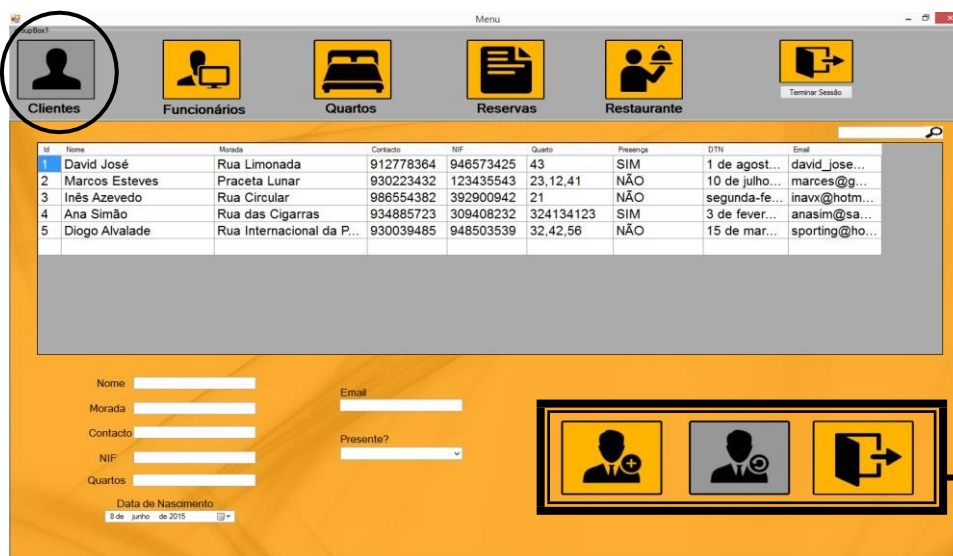 Menu
Clientes
Funcionários
Quartos
Reservas
Restaurante
Terminar Sessão
Id Nome Morada Contacto NIF Quarto Presença DTN Email
1 David José Rua Limonada 912778364 946573425 43 SIM 1 de agost... david_jose...
2 Marcos Esteves Praceta Lunar 930223432 123435543 23,12,41 NÃO 10 de julho... marces@g...
3 Inês Azevedo Rua Circular 986554382 392900942 21 NÃO segunda-fe... inavx@hotm...
4 Ana Simão Rua das Cigarras 934885723 309408232 324134123 SIM 3 de fever... anasim@sa...
5 Diogo Alvalade Rua Internacional da P... 930039485 948503539 32,42,56 NÃO 15 de mar... sporting@ho...
Nome
Morada
Contacto
NIF
Quartos
Data de Nascimento
8 de junho de 2015
Email
Presente?